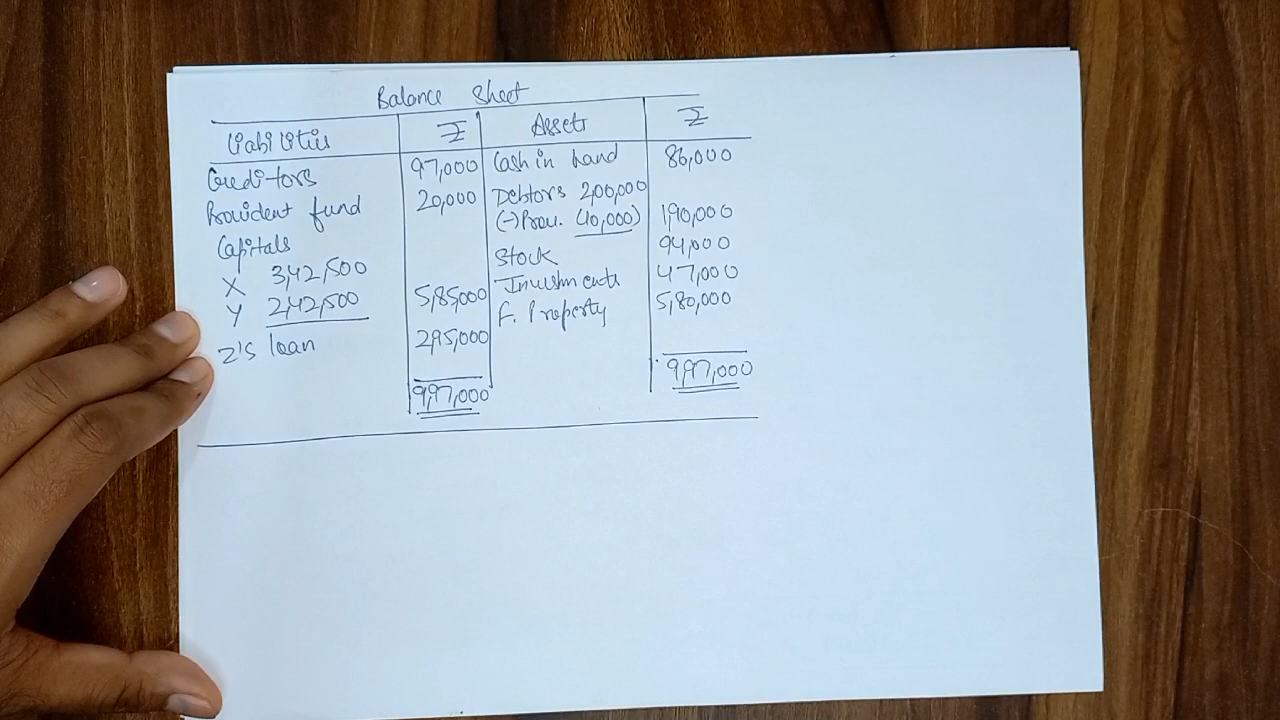 Balance Sheet
Liabilities ₹ Assets ₹
Creditors 97,000 Cash in hand 86,000
Provident fund 20,000 Debtors 2,00,000
(-) Prov. (10,000) 1,90,000
Capitals Stock 94,000
X 3,42,500 Investments 47,000
Y 2,42,500 5,85,000 F. Property 5,80,000
Z's loan 2,95,000
9,97,000 9,97,000